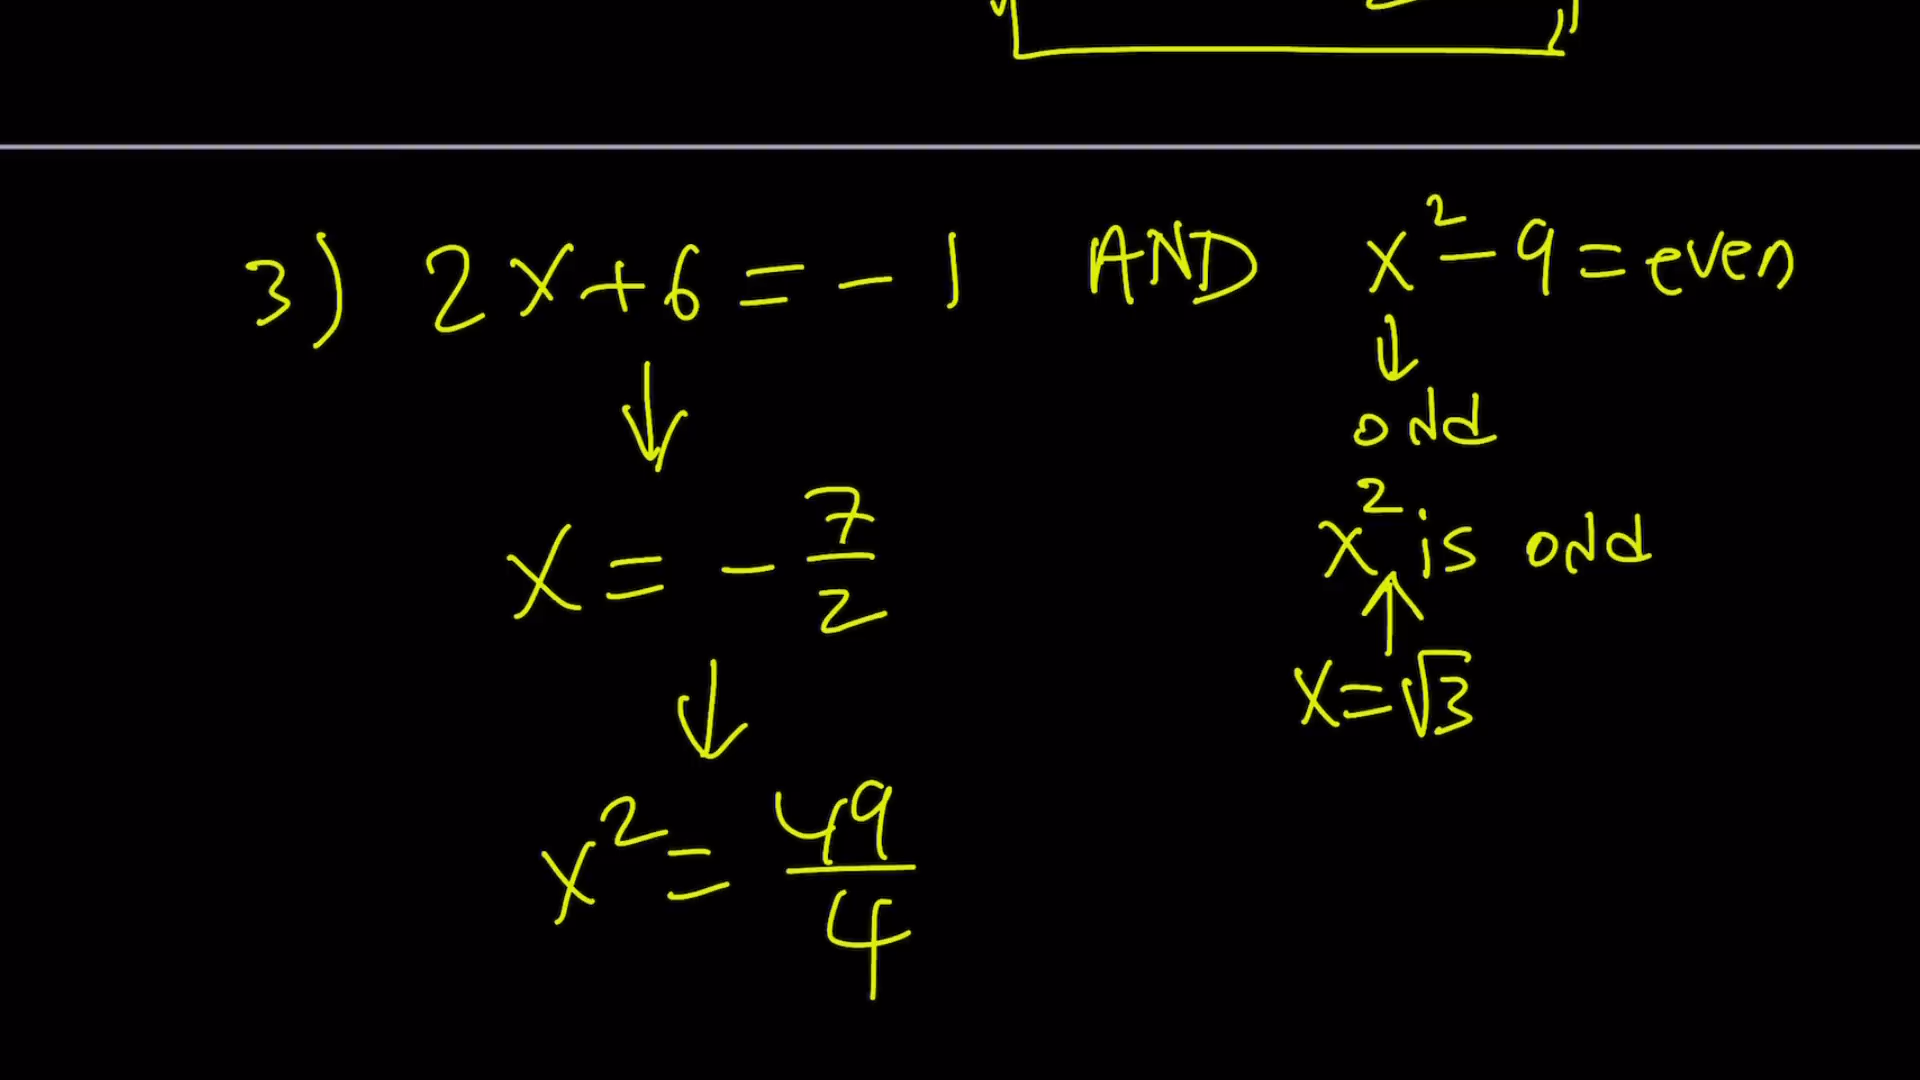 3) 2x+6=-1 AND x²-9=even
↓ ↓
odd
x=-7/2 x² is odd
↓ ↑
x=√3
x²=49/4